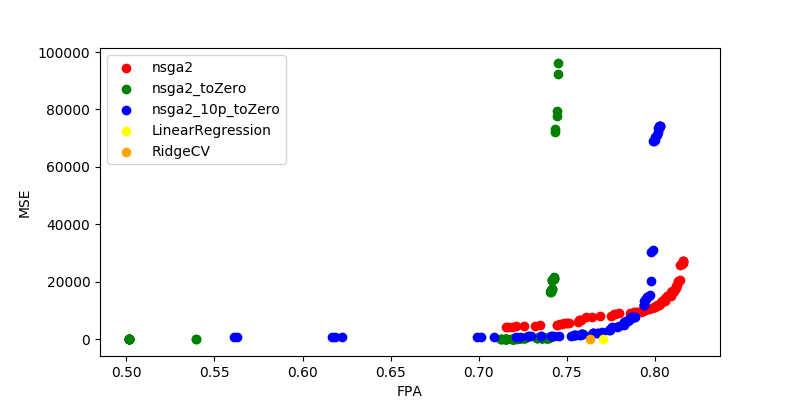 100000
80000
60000
40000
20000
0
MSE
nsga2
nsga2_toZero
nsga2_10p_toZero
LinearRegression
RidgeCV
0.50 0.55 0.60 0.65 0.70 0.75 0.80
FPA